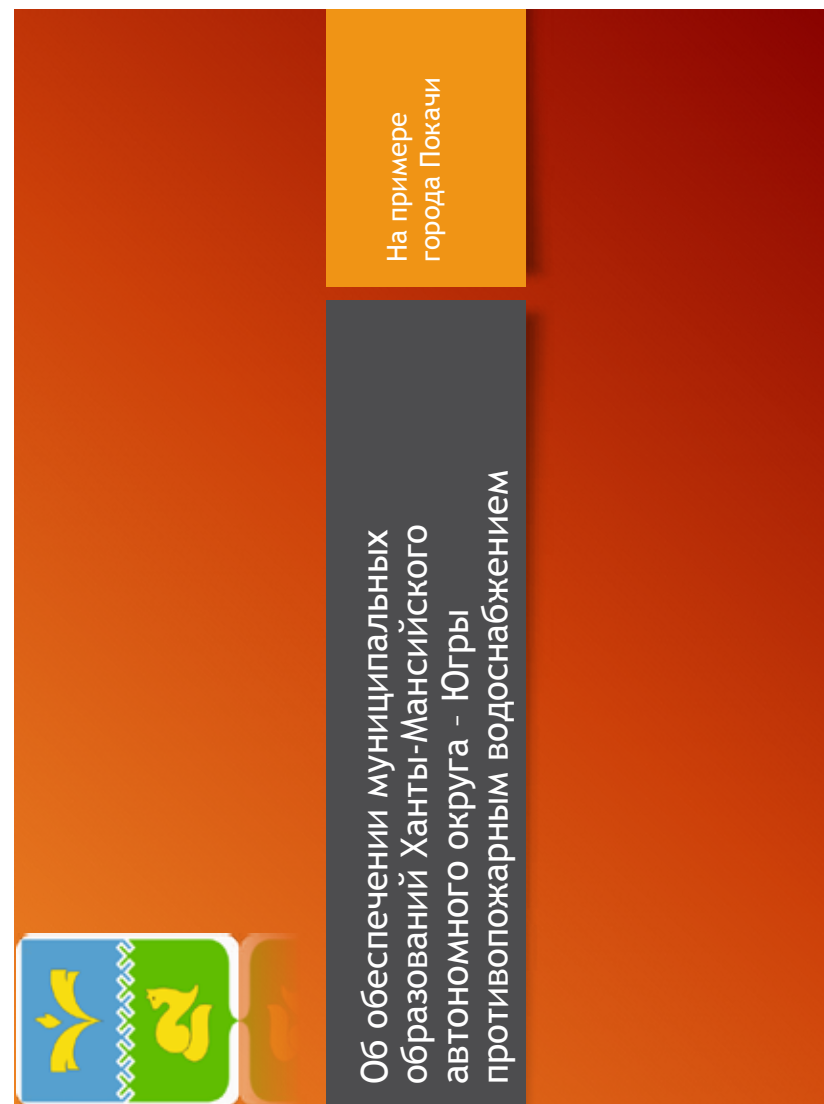 Об обеспечении муниципальных
образований Ханты-Мансийского
автономного округа – Югры
противопожарным водоснабжением
На примере
города Покачи